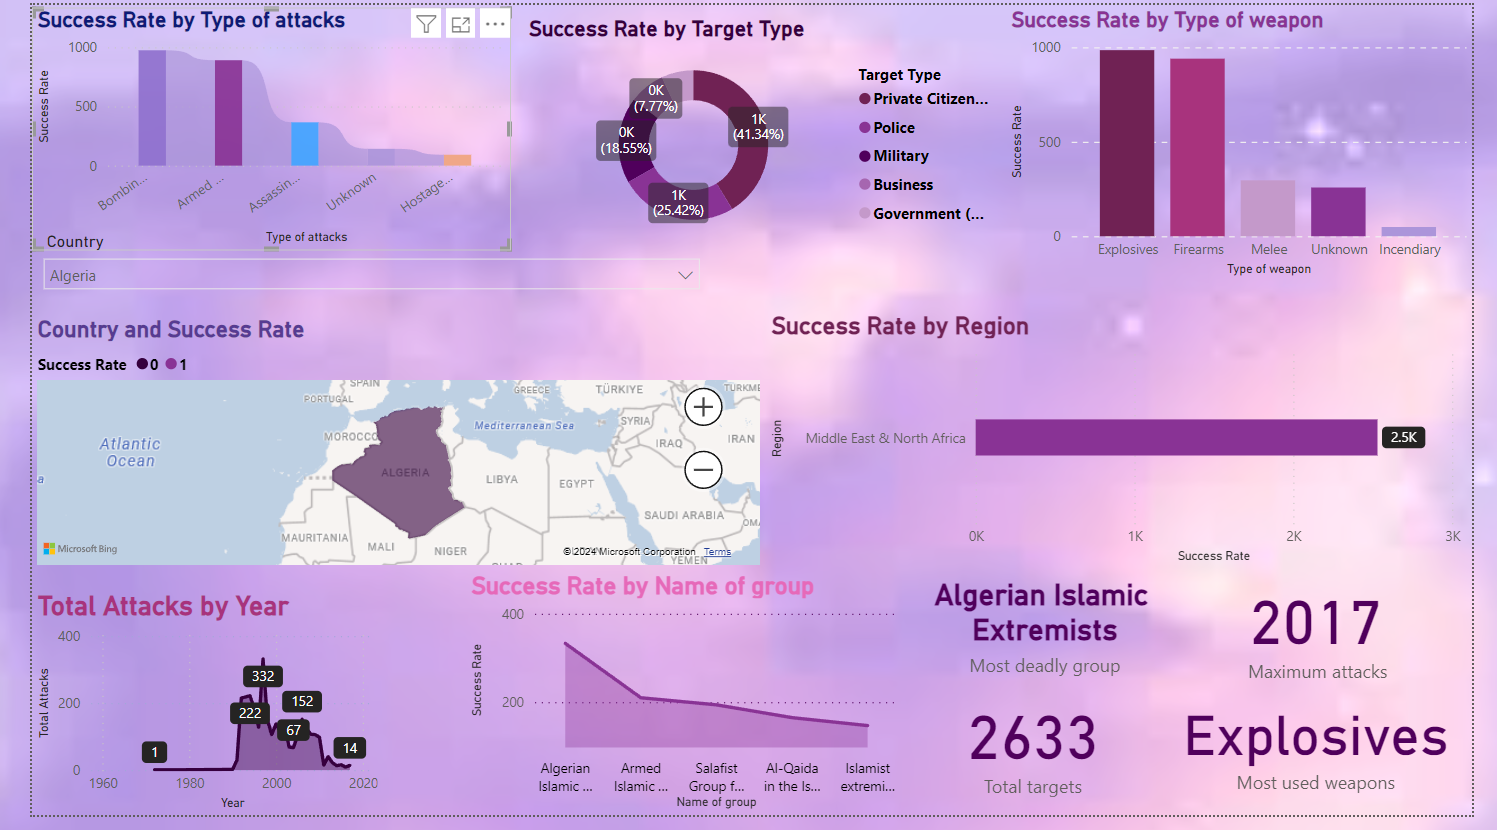 Success Rate by Type of attacks
1000
500
0
Success Rate
Bombin...
Armed ...
Assassin...
Unknown
Hostage...
Type of attacks
Success Rate by Target Type
0K
(7.77%)
0K
(18.55%)
1K
(41.34%)
1K
(25.42%)
Target Type
Private Citizen...
Police
Military
Business
Government (...
Success Rate by Type of weapon
1000
500
0
Success Rate
Explosives
Firearms
Melee
Unknown
Incendiary
Type of weapon
Country
Algeria
Country and Success Rate
Success Rate 0 1
SPAIN
PORTUGAL
GREECE
TÜRKIYE
TURKME
Mediterranean Sea
SYRIA
MOROCCO
IRAQ
IRAN
Atlantic
Ocean
a
ALGERIA
LIBYA
EGYPT
SAUDI ARABIA
OM
MAURITANIA
MALI
NIGER
CHAD
YEMEN
Microsoft Bing
© 2024 Microsoft Corporation Terms
Success Rate by Region
Region
Middle East & North Africa
2.5K
0K
1K
2K
3K
Success Rate
Total Attacks by Year
400
200
0
Total Attacks
1
222
332
67
152
14
1960
1980
2000
2020
Year
Success Rate by Name of group
400
200
Success Rate
Algerian
Islamic ...
Armed
Islamic ...
Salafist
Group f...
Al-Qaida
in the Is...
Islamist
extremi...
Name of group
Algerian Islamic
Extremists
Most deadly group
2017
Maximum attacks
2633
Total targets
Explosives
Most used weapons